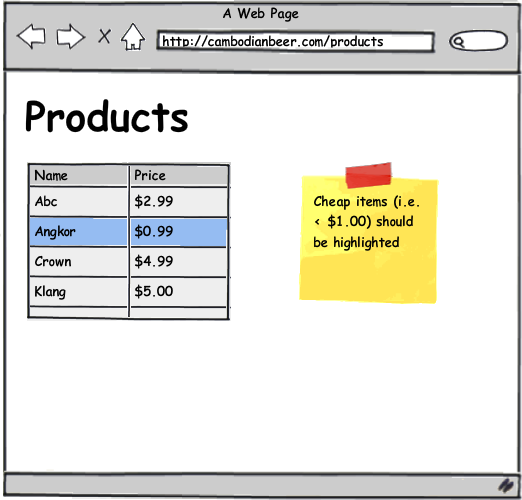 A Web Page
http://cambodianbeer.com/products
Products
Name Price
Abc $2.99
Angkor $0.99
Crown $4.99
Klang $5.00
Cheap items (i.e.
< $1.00) should
be highlighted